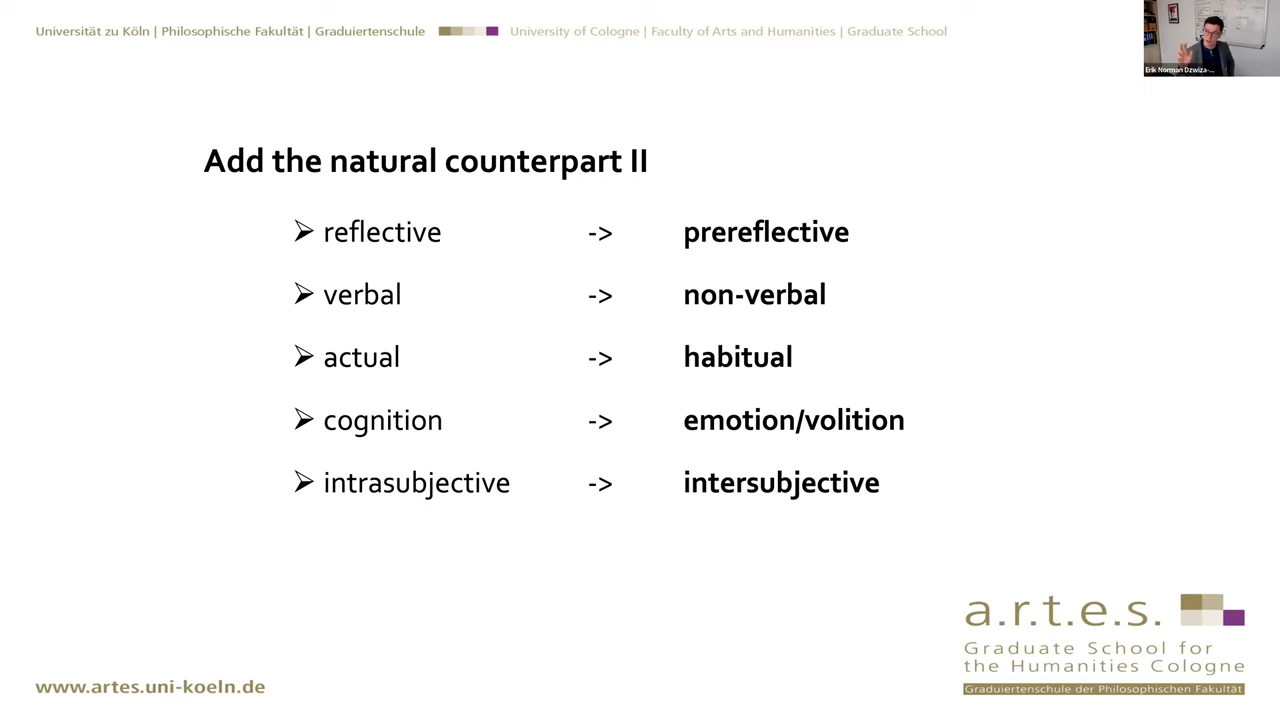 Universität zu Köln | Philosophische Fakultät | Graduiertenschule University of Cologne | Faculty of Arts and Humanities | Graduate School
Erik Norman Dzwiza-...
Add the natural counterpart II
➢ reflective -> prereflective
➢ verbal -> non-verbal
➢ actual -> habitual
➢ cognition -> emotion/volition
➢ intrasubjective -> intersubjective
a.r.t.e.s.
Graduate School for
the Humanities Cologne
Graduiertenschule der Philosophischen Fakultät
www.artes.uni-koeln.de